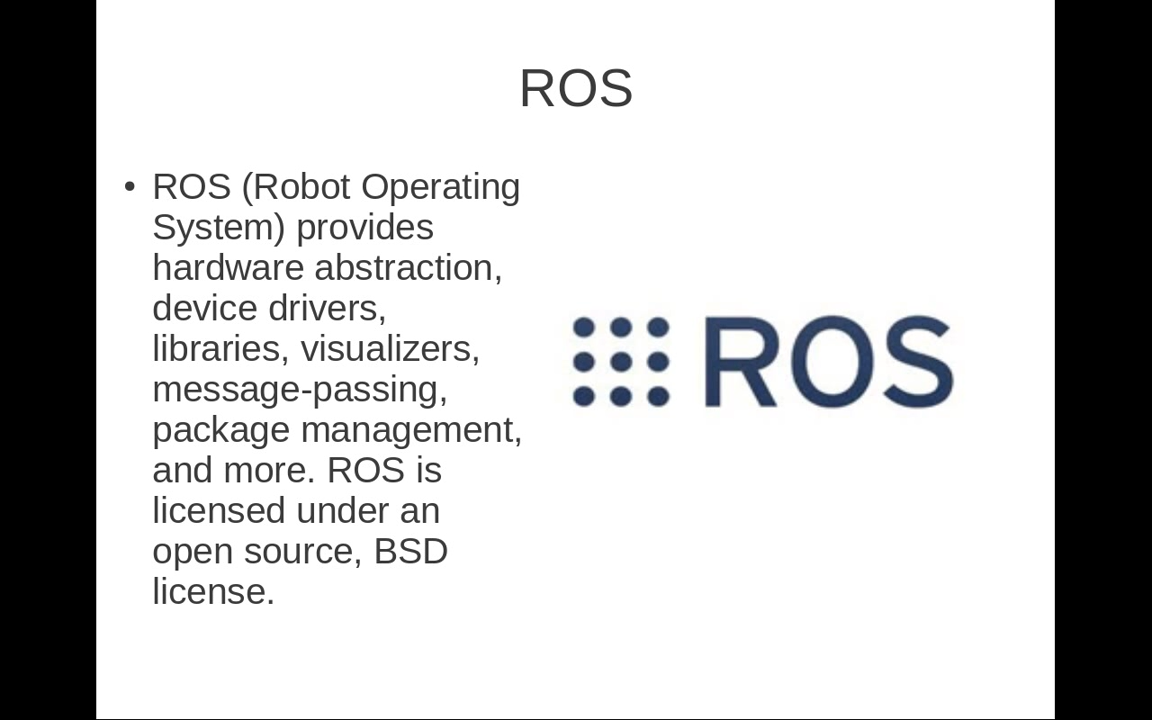 ROS
• ROS (Robot Operating
System) provides
hardware abstraction,
device drivers,
libraries, visualizers,
message-passing,
package management,
and more. ROS is
licensed under an
open source, BSD
license.
ROS